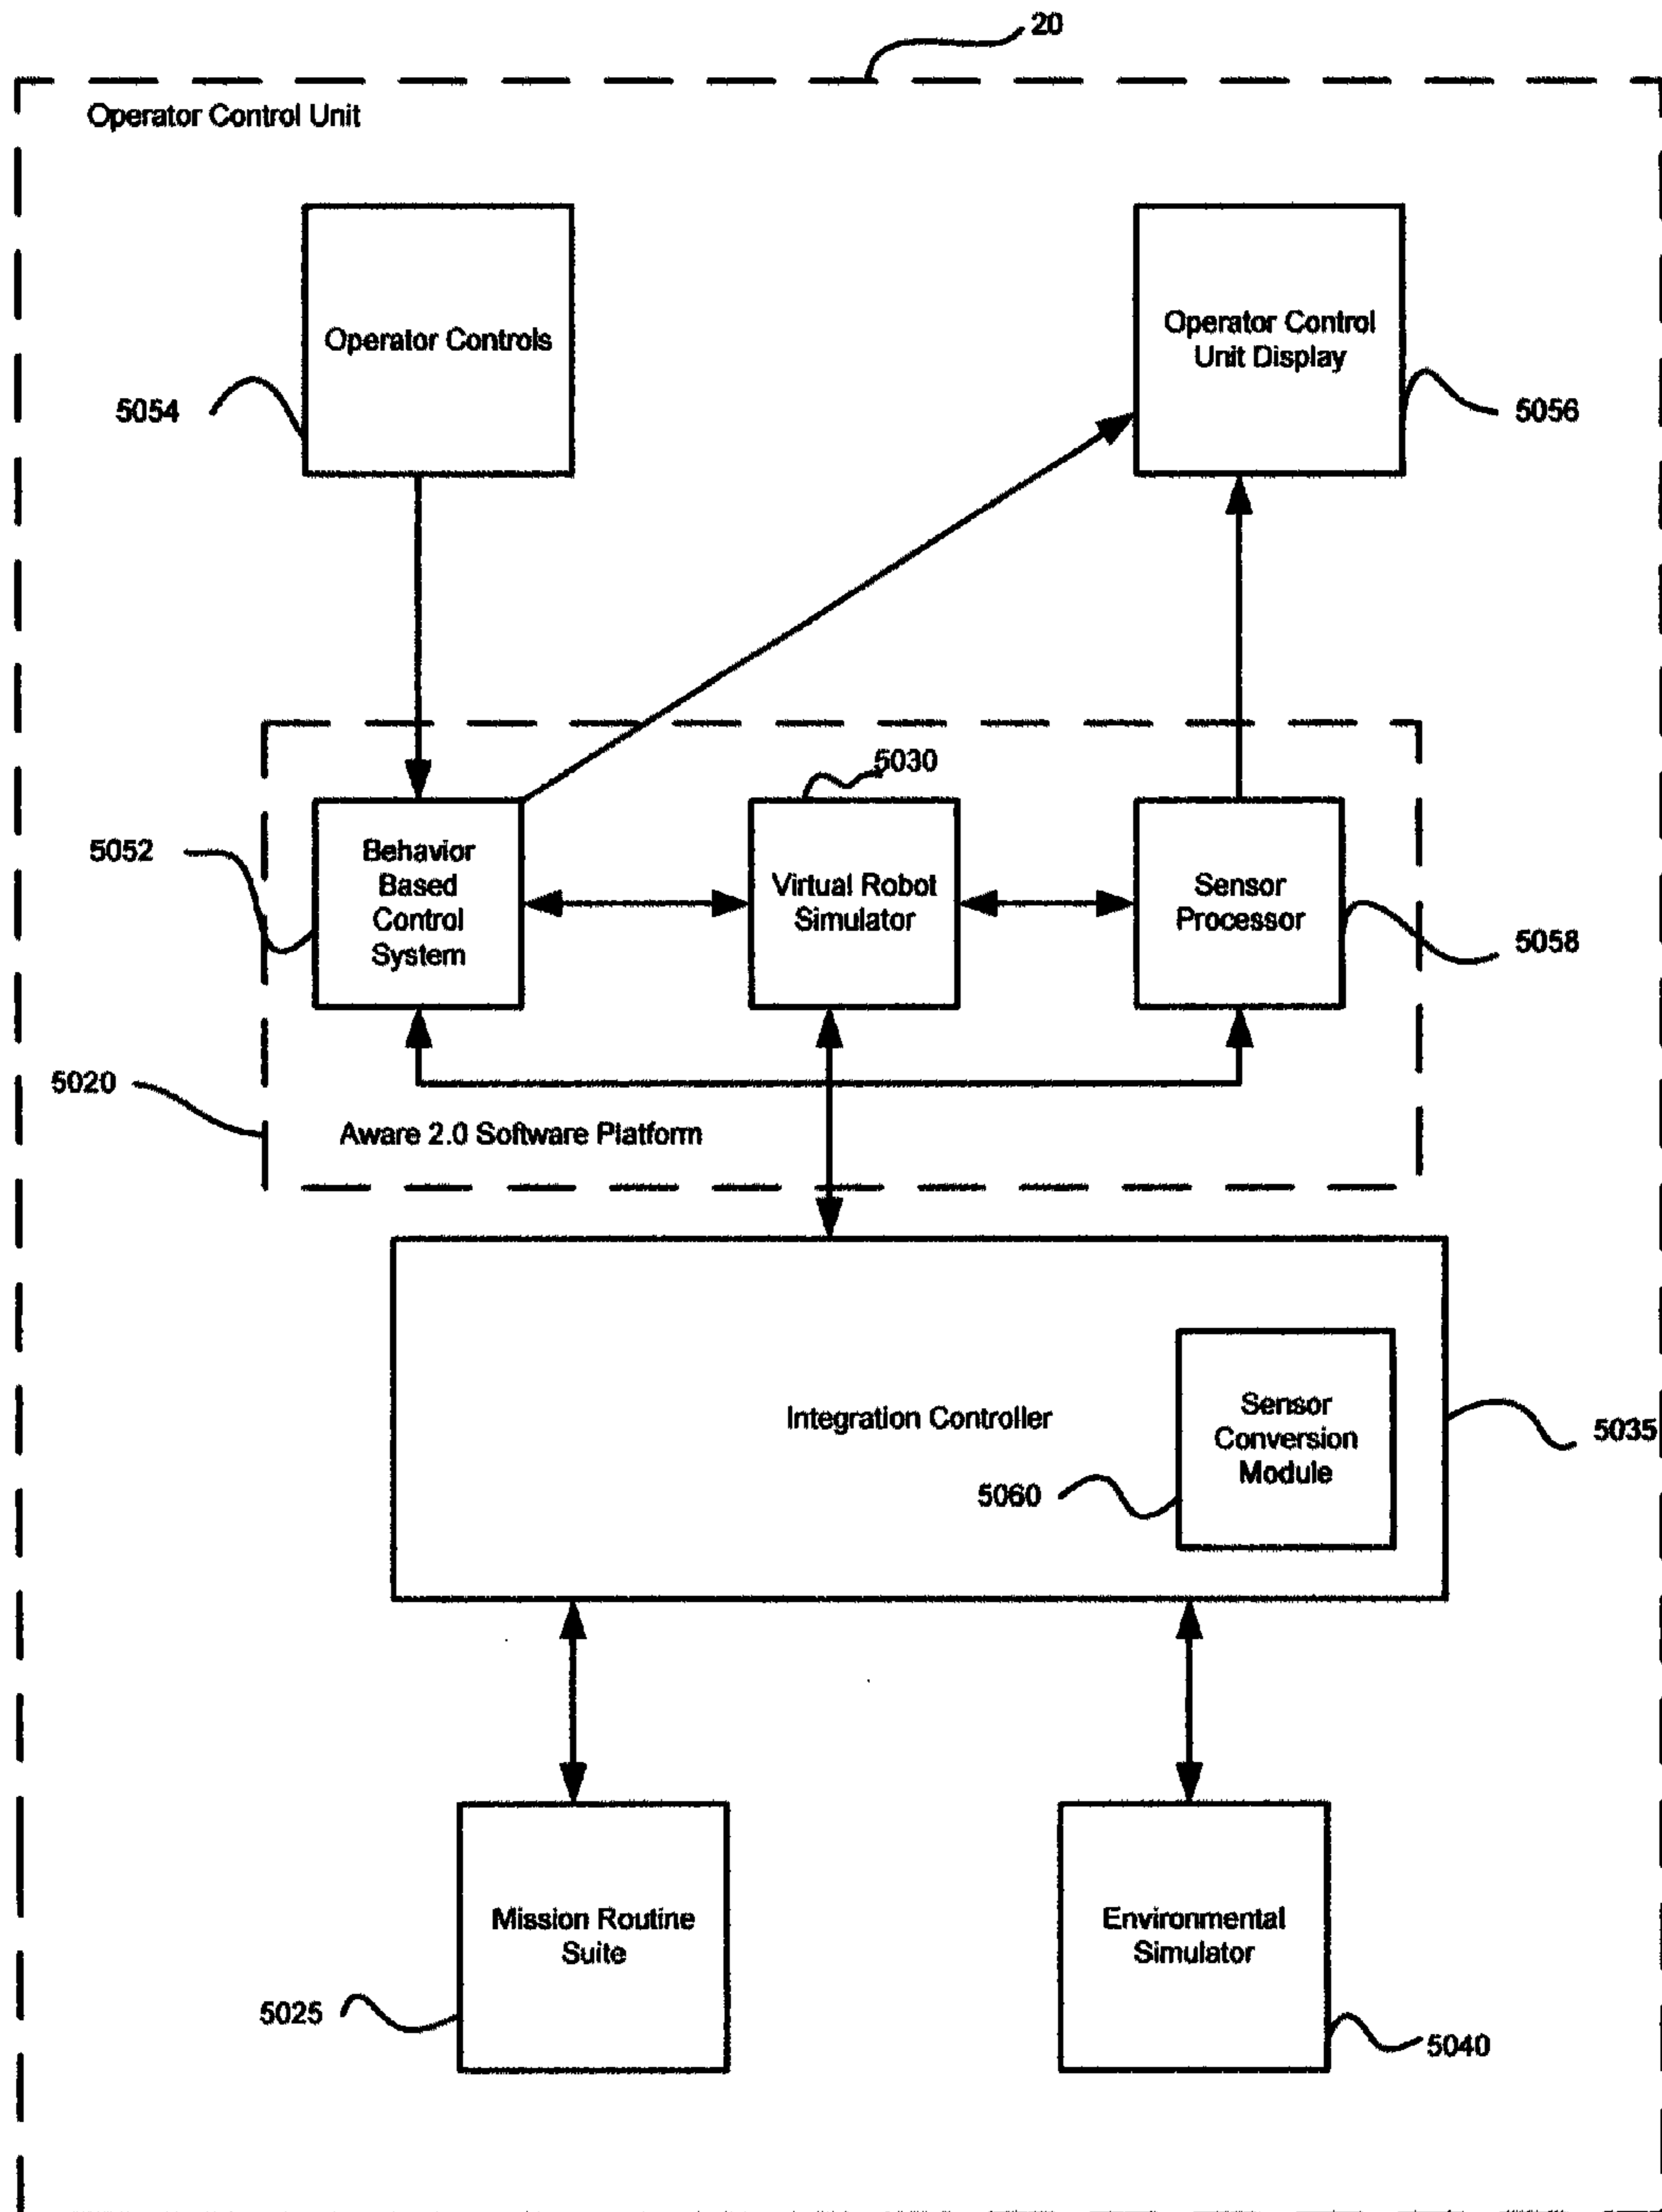 20
Operator Control Unit
Operator Controls
Operator Control
Unit Display
5054
5056
5030
5052
Behavior
Based
Control
System
Virtual Robot
Simulator
Sensor
Processor
5058
5020
Aware 2.0 Software Platform
Integration Controller
Sensor
Conversion
Module
5035
5060
Mission Routine
Suite
Environmental
Simulator
5025
5040